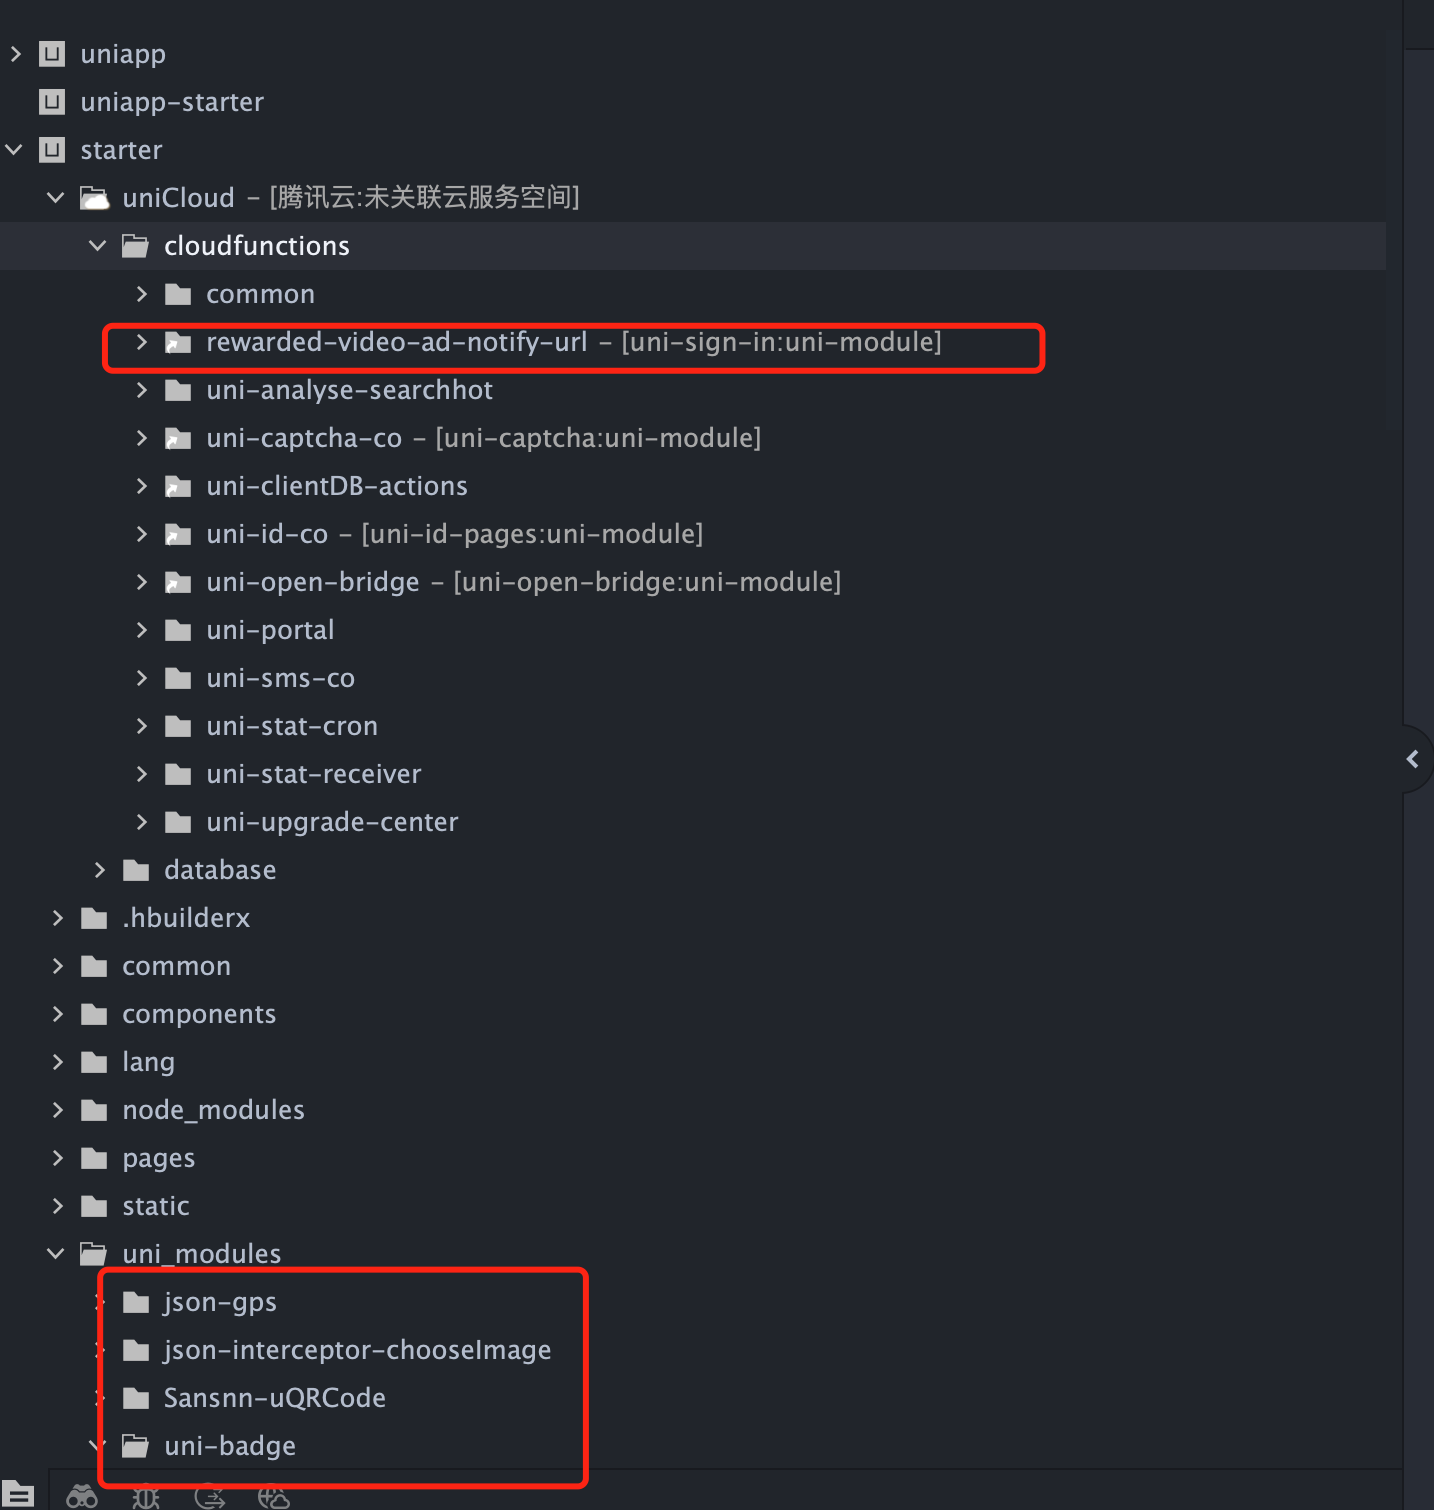 uniapp
uniapp-starter
starter
uniCloud - [腾讯云:未关联云服务空间]
cloudfunctions
common
rewarded-video-ad-notify-url - [uni-sign-in:uni-module]
uni-analyse-searchhot
uni-captcha-co - [uni-captcha:uni-module]
uni-clientDB-actions
uni-id-co - [uni-id-pages:uni-module]
uni-open-bridge - [uni-open-bridge:uni-module]
uni-portal
uni-sms-co
uni-stat-cron
uni-stat-receiver
uni-upgrade-center
database
.hbuilderx
common
components
lang
node_modules
pages
static
uni_modules
json-gps
json-interceptor-chooseImage
Sansnn-uQRCode
uni-badge